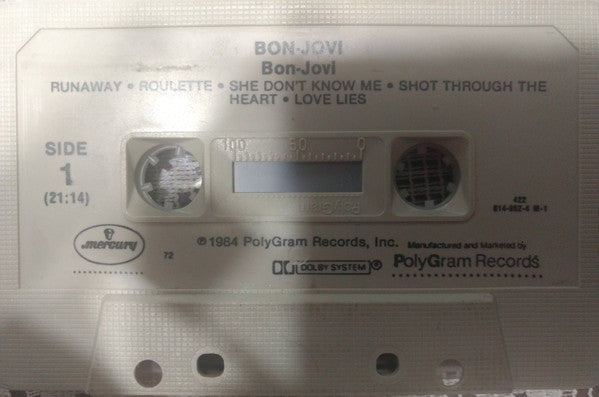 BON-JOVI
Bon-Jovi
RUNAWAY • ROULETTE • SHE DON'T KNOW ME • SHOT THROUGH THE
HEART • LOVE LIES
SIDE
1
(21:14)
100 50 0
PolyGram
422
814-982-4 M-1
mercury
72
℗1984 PolyGram Records, Inc.
Manufactured and Marketed by
PolyGram Records
DOLBY SYSTEM®